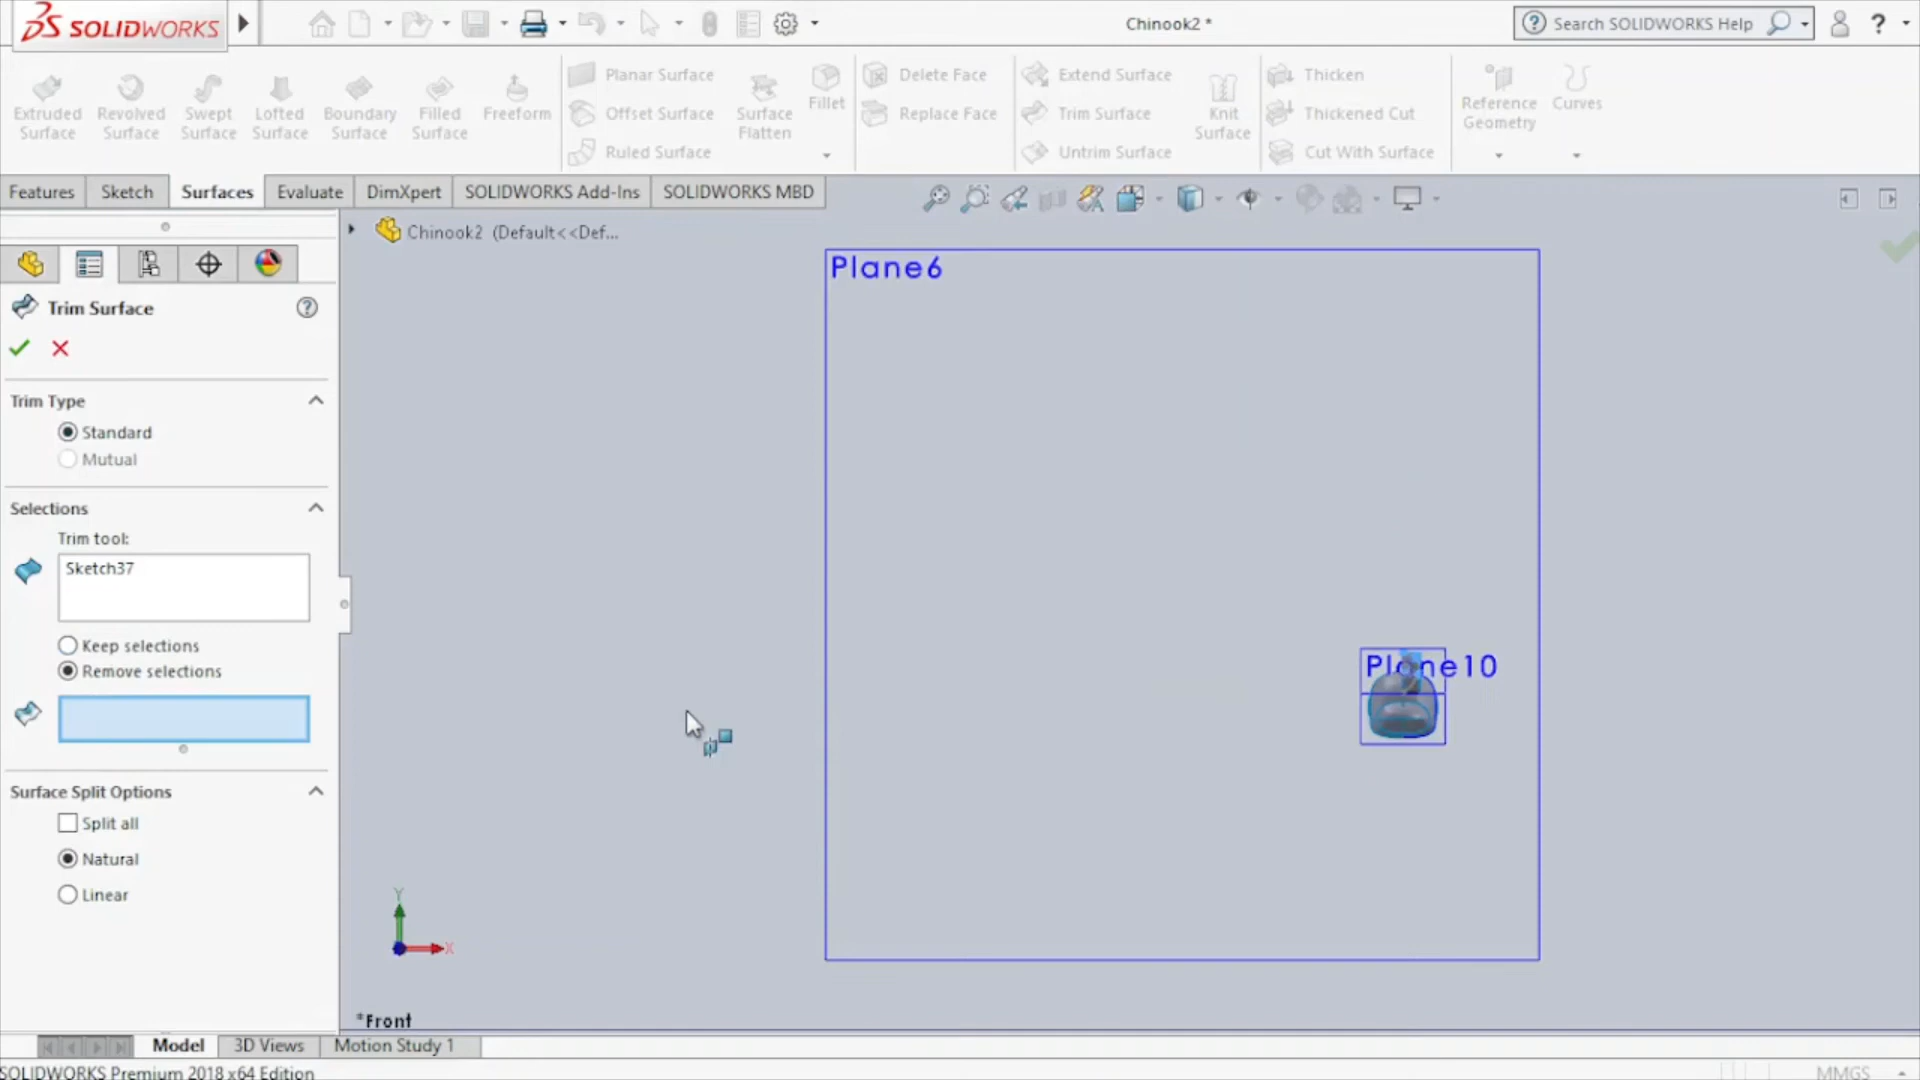 SOLIDWORKS
Chinook2 *
Search SOLIDWORKS Help
?
Extruded Surface
Revolved Surface
Swept Surface
Lofted Surface
Boundary Surface
Filled Surface
Freeform
Planar Surface
Offset Surface
Ruled Surface
Surface Flatten
Fillet
Delete Face
Replace Face
Extend Surface
Trim Surface
Untrim Surface
Knit Surface
Thicken
Thickened Cut
Cut With Surface
Reference Geometry
Curves
Features
Sketch
Surfaces
Evaluate
DimXpert
SOLIDWORKS Add-Ins
SOLIDWORKS MBD
Chinook2 (Default<<Def...
Trim Surface
?
Trim Type
Standard
Mutual
Selections
Trim tool:
Sketch37
Keep selections
Remove selections
Surface Split Options
Split all
Natural
Linear
Plane6
Plane10
Y
X
*Front
Model
3D Views
Motion Study 1
SOLIDWORKS Premium 2018 x64 Edition
MMGS